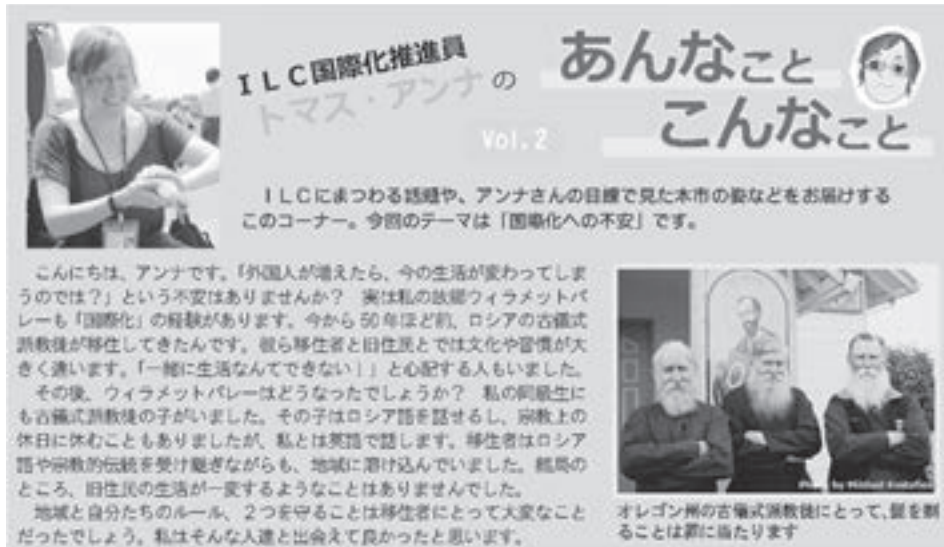 ＩＬＣ国際化推進員
トマス・アンナの
あんなこと
こんなこと
Vol.2
ＩＬＣにまつわる話題や、アンナさんの目線で見た本市の姿などをお届けする
このコーナー。今回のテーマは「国際化への不安」です。
こんにちは、アンナです。「外国人が増えたら、今の生活が変わってしま
うのでは？」という不安はありませんか？　実は私の故郷ウィラメットバ
レーも「国際化」の経験があります。今から50年ほど前、ロシアの古儀式
派教徒が移住してきたんです。彼ら移住者と旧住民とでは文化や習慣が大
きく違います。「一緒に生活なんてできない！」と心配する人もいました。
その後、ウィラメットバレーはどうなったでしょうか？　私の同級生に
も古儀式派教徒の子がいました。その子はロシア語を話せるし、宗教上の
休日に休むこともありましたが、私とは英語で話します。移住者はロシア
語や宗教的伝統を受け継ぎながらも、地域に溶け込んでいました。結局の
ところ、旧住民の生活が一変するようなことはありませんでした。
地域と自分たちのルール、２つを守ることは移住者にとって大変なこと
だったでしょう。私はそんな人達と出会えて良かったと思います。
by Michael
オレゴン州の古儀式派教徒にとって、髭を剃
ることは罪に当たります